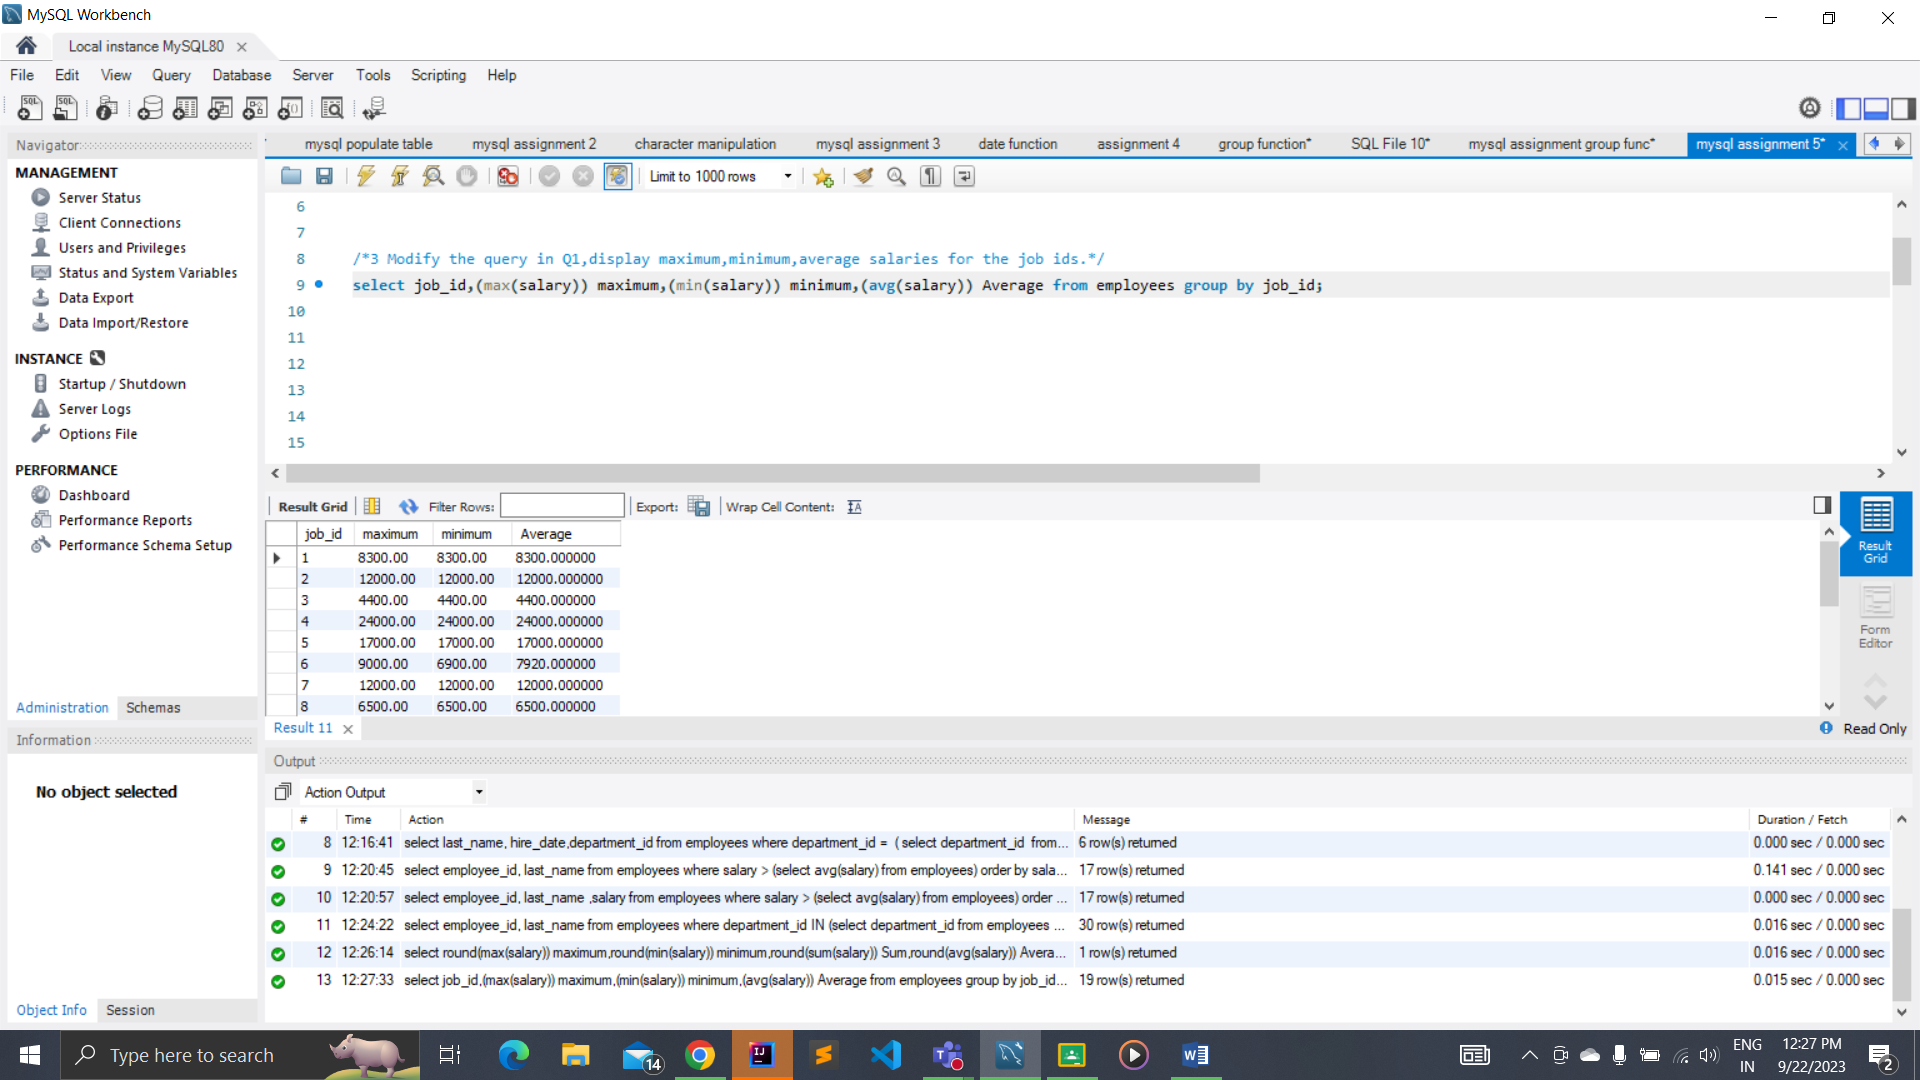 MySQL Workbench
Local instance MySQL80
File Edit View Query Database Server Tools Scripting Help
Navigator
mysql populate table mysql assignment 2 character manipulation mysql assignment 3 date function assignment 4 group function* SQL File 10* mysql assignment group func* mysql assignment 5*
MANAGEMENT
Server Status
Client Connections
Users and Privileges
Status and System Variables
Data Export
Data Import/Restore
INSTANCE
Startup / Shutdown
Server Logs
Options File
PERFORMANCE
Dashboard
Performance Reports
Performance Schema Setup
Administration Schemas
Information
No object selected
Object Info Session
Limit to 1000 rows
6
7
8 /*3 Modify the query in Q1,display maximum,minimum,average salaries for the job ids.*/
9 select job_id,(max(salary)) maximum,(min(salary)) minimum,(avg(salary)) Average from employees group by job_id;
10
11
12
13
14
15
Result Grid Filter Rows: Export: Wrap Cell Content:
job_id maximum minimum Average
1 8300.00 8300.00 8300.000000
2 12000.00 12000.00 12000.000000
3 4400.00 4400.00 4400.000000
4 24000.00 24000.00 24000.000000
5 17000.00 17000.00 17000.000000
6 9000.00 6900.00 7920.000000
7 12000.00 12000.00 12000.000000
8 6500.00 6500.00 6500.000000
Result Grid
Form Editor
Result 11
Read Only
Output
Action Output
# Time Action Message Duration / Fetch
8 12:16:41 select last_name, hire_date,department_id from employees where department_id = ( select department_id from... 6 row(s) returned 0.000 sec / 0.000 sec
9 12:20:45 select employee_id, last_name from employees where salary > (select avg(salary) from employees) order by sala... 17 row(s) returned 0.141 sec / 0.000 sec
10 12:20:57 select employee_id, last_name ,salary from employees where salary > (select avg(salary) from employees) order ... 17 row(s) returned 0.000 sec / 0.000 sec
11 12:24:22 select employee_id, last_name from employees where department_id IN (select department_id from employees ... 30 row(s) returned 0.016 sec / 0.000 sec
12 12:26:14 select round(max(salary)) maximum,round(min(salary)) minimum,round(sum(salary)) Sum,round(avg(salary)) Avera... 1 row(s) returned 0.016 sec / 0.000 sec
13 12:27:33 select job_id,(max(salary)) maximum,(min(salary)) minimum,(avg(salary)) Average from employees group by job_id... 19 row(s) returned 0.015 sec / 0.000 sec
Type here to search
14
ENG
IN
12:27 PM
9/22/2023
2